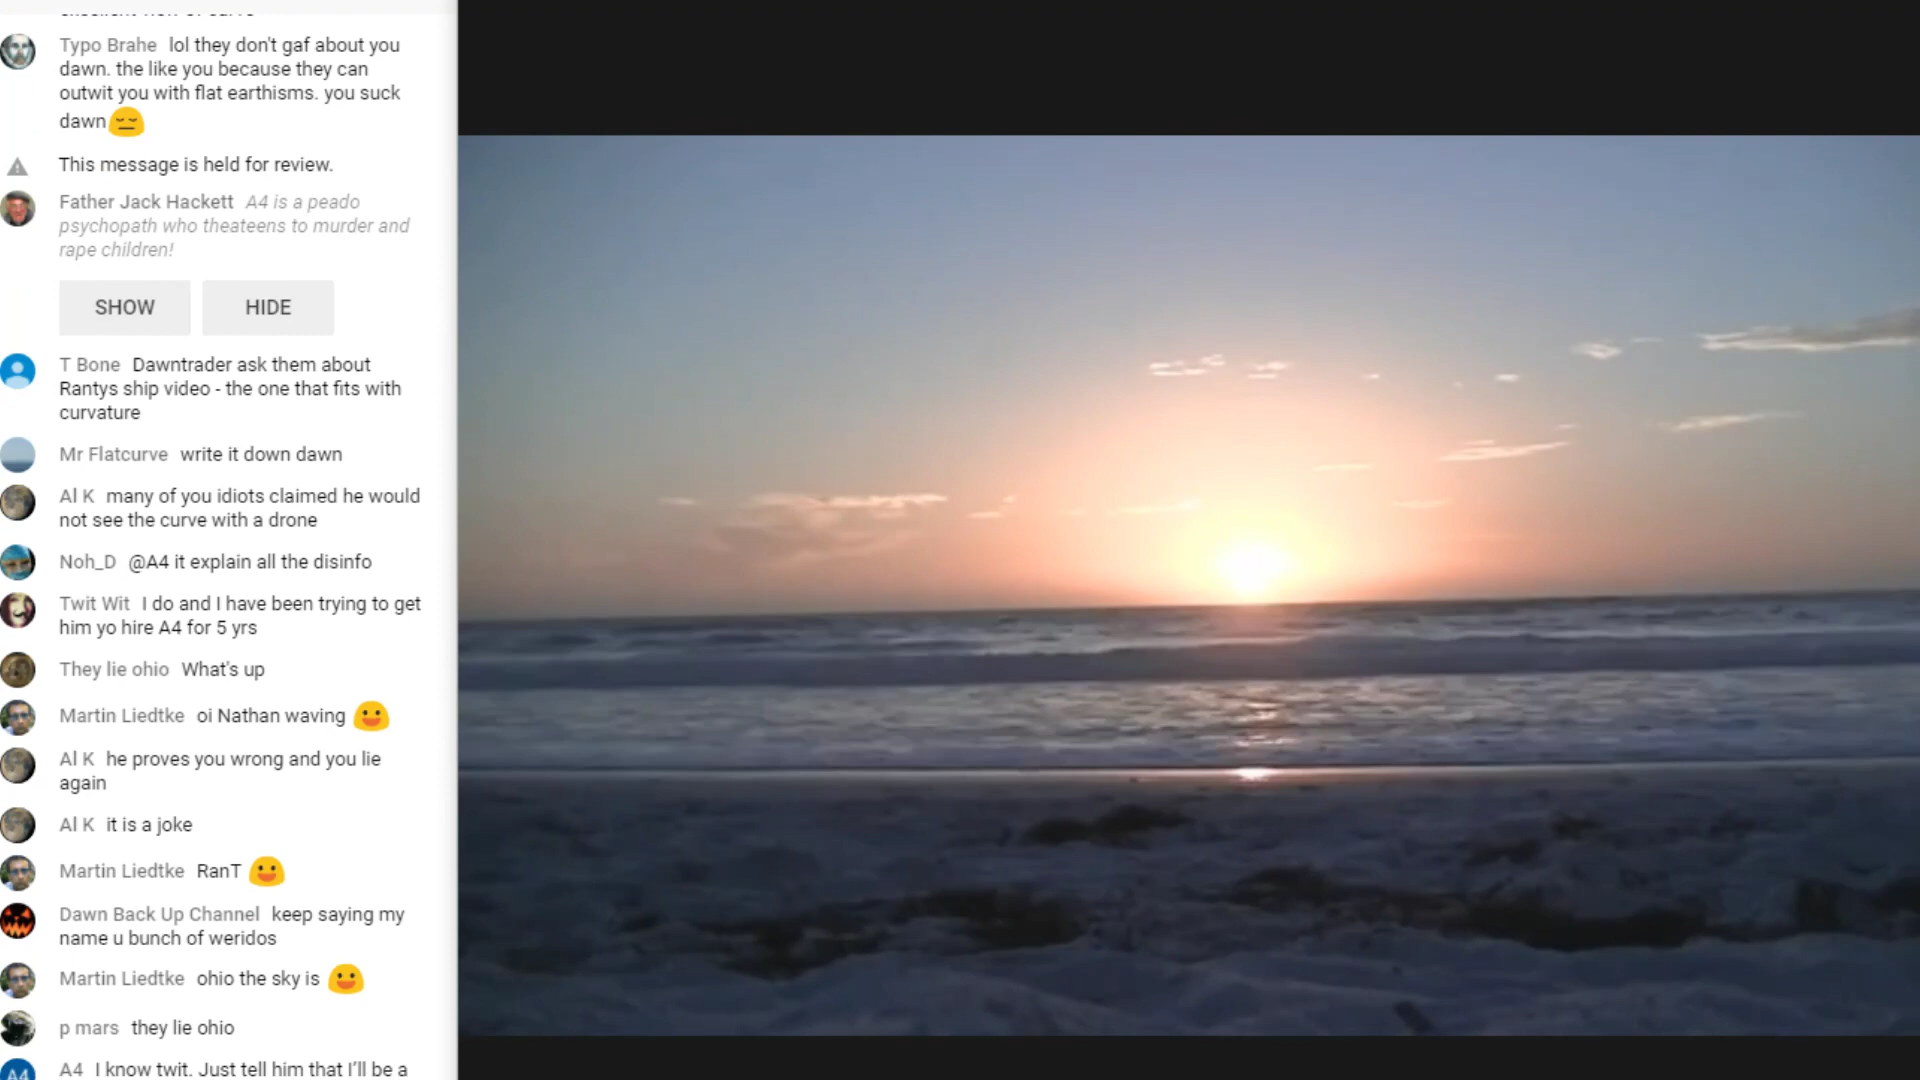 Typo Brahe lol they don't gaf about you
dawn. the like you because they can
outwit you with flat earthisms. you suck
dawn
This message is held for review.
Father Jack Hackett A4 is a peado
psychopath who theateens to murder and
rape children!
SHOW HIDE
T Bone Dawntrader ask them about
Rantys ship video - the one that fits with
curvature
Mr Flatcurve write it down dawn
Al K many of you idiots claimed he would
not see the curve with a drone
Noh_D @A4 it explain all the disinfo
Twit Wit I do and I have been trying to get
him yo hire A4 for 5 yrs
They lie ohio What's up
Martin Liedtke oi Nathan waving
Al K he proves you wrong and you lie
again
Al K it is a joke
Martin Liedtke RanT
Dawn Back Up Channel keep saying my
name u bunch of weridos
Martin Liedtke ohio the sky is
p mars they lie ohio
A4 A4 I know twit. Just tell him that I'll be a